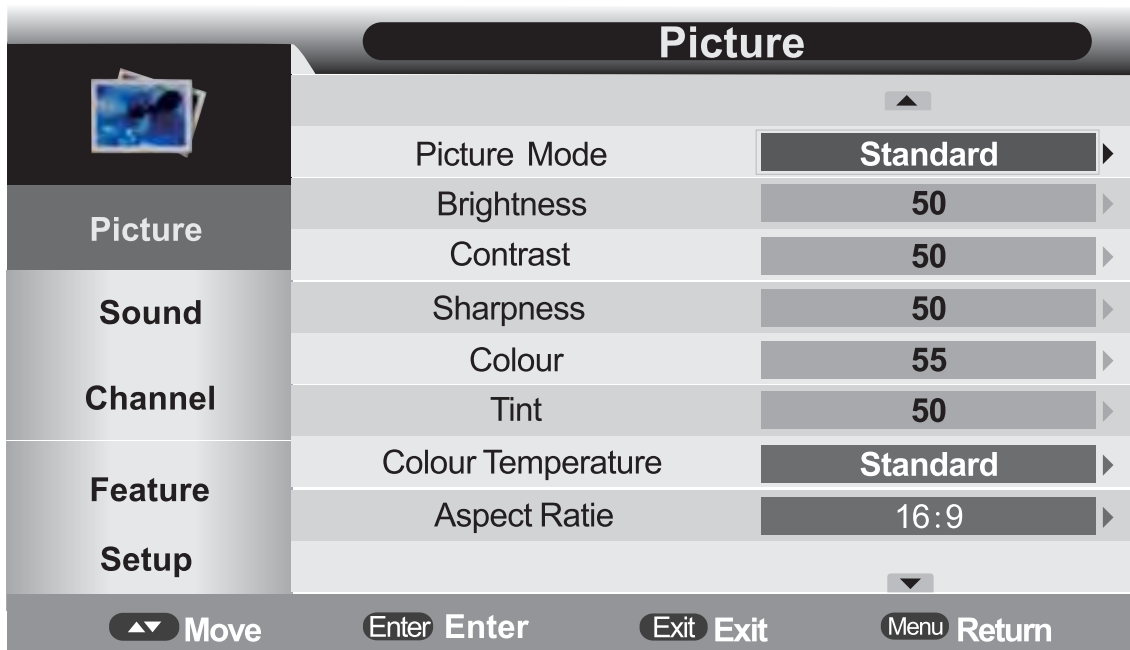 Picture
Picture
Sound
Channel
Feature
Setup
Picture Mode Standard
Brightness 50
Contrast 50
Sharpness 50
Colour 55
Tint 50
Colour Temperature Standard
Aspect Ratie 16:9
Move Enter Enter Exit Exit Menu Return